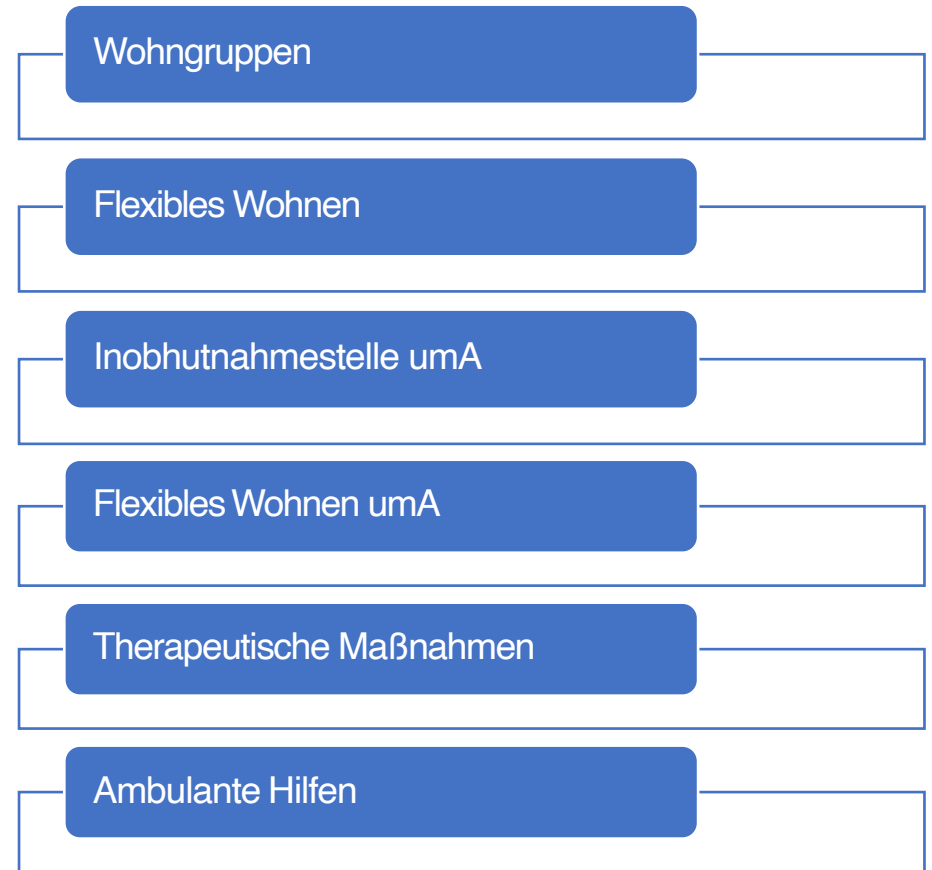 Wohngruppen
Flexibles Wohnen
Inobhutnahmestelle umA
Flexibles Wohnen umA
Therapeutische Maßnahmen
Ambulante Hilfen